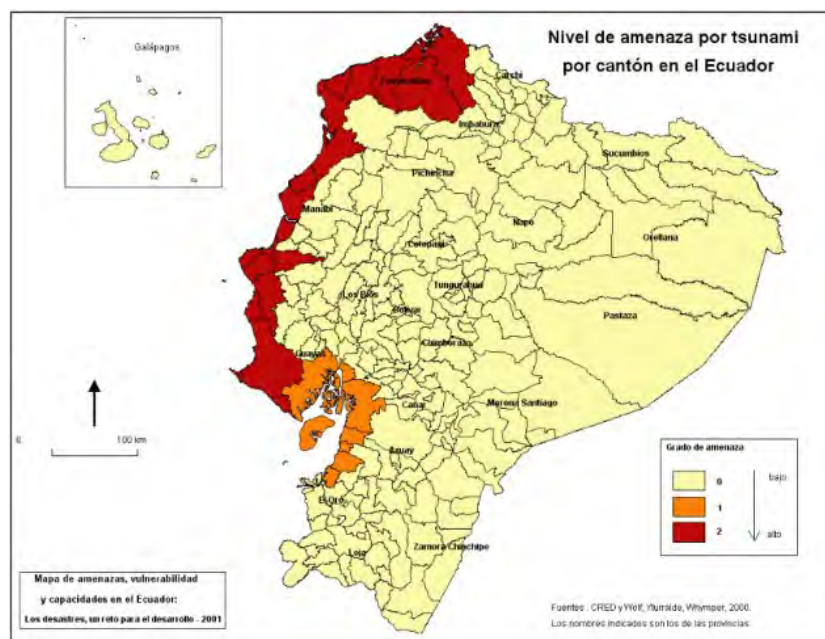 Galápagos
Nivel de amenaza por tsunami
por cantón en el Ecuador
Esmeraldas
Carchi
Imbabura
Sucumbíos
Pichincha
Manabí
Napo
Orellana
Cotopaxi
Tungurahua
Los Ríos
Bolívar
Pastaza
Chimborazo
Guayas
Cañar
Morona Santiago
Azuay
El Oro
Loja
Zamora Chinchipe
0 100 km
Grado de amenaza
0 bajo
1
2 alto
Mapa de amenazas, vulnerabilidad
y capacidades en el Ecuador:
Los desastres, un reto para el desarrollo - 2001
Fuentes : CRED y Wolf, Iturralde, Whymper, 2000.
Los nombres indicados son los de las provincias.